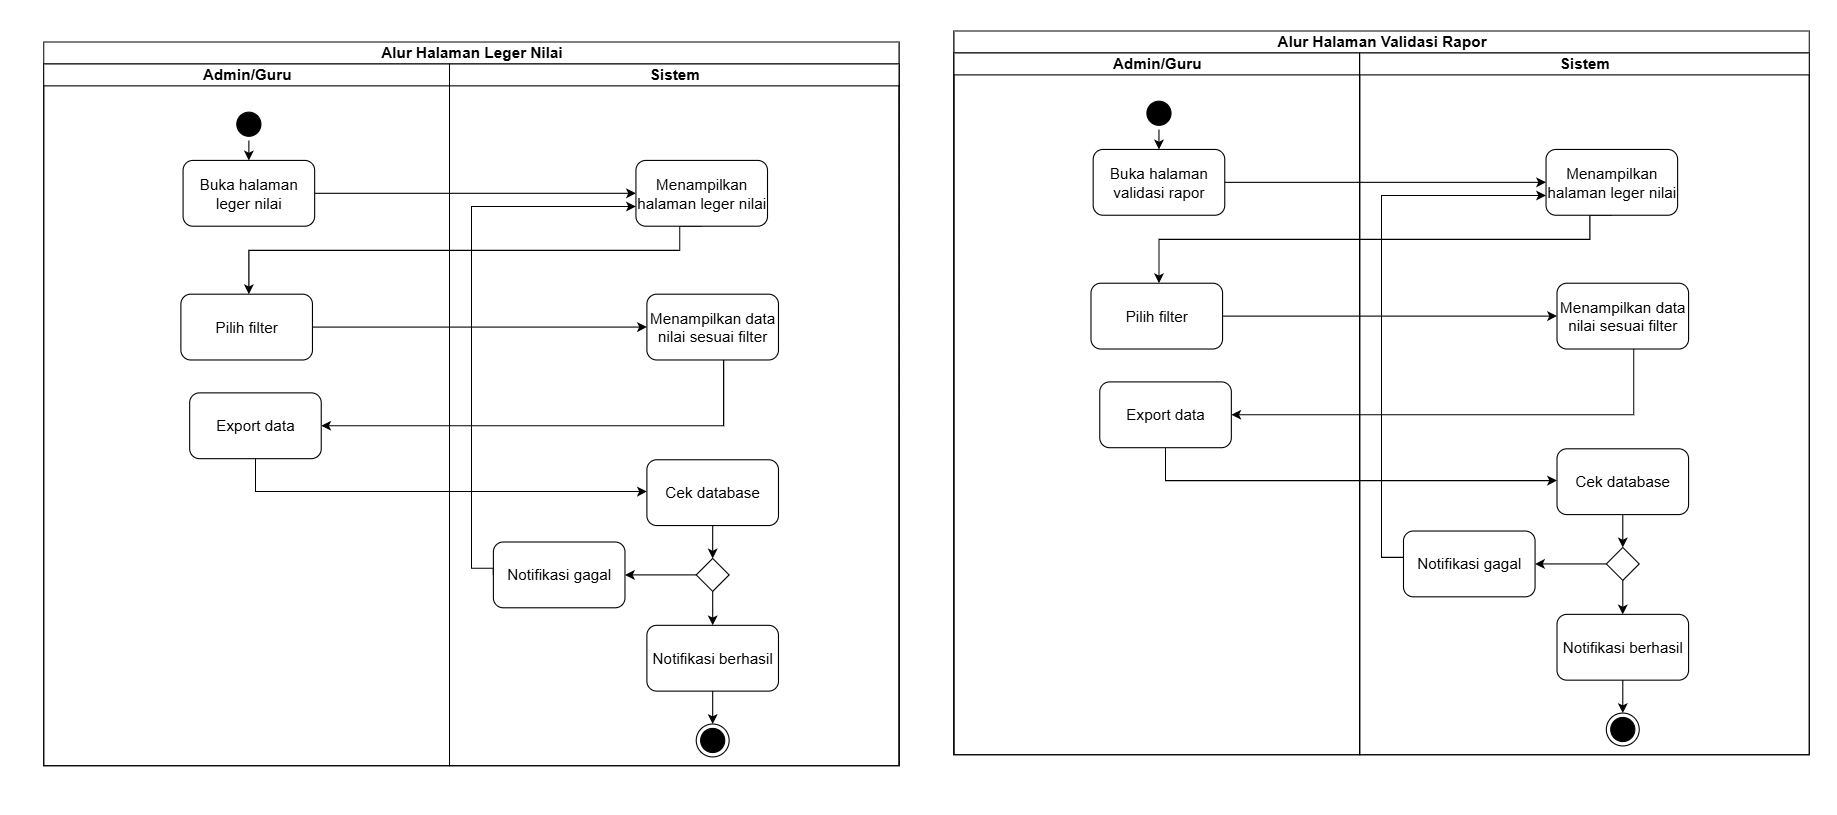 Alur Halaman Leger Nilai
Admin/Guru
Sistem
Buka halaman
leger nilai
Menampilkan
halaman leger nilai
Pilih filter
Menampilkan data
nilai sesuai filter
Export data
Cek database
Notifikasi gagal
Notifikasi berhasil
Alur Halaman Validasi Rapor
Admin/Guru
Sistem
Buka halaman
validasi rapor
Menampilkan
halaman leger nilai
Pilih filter
Menampilkan data
nilai sesuai filter
Export data
Cek database
Notifikasi gagal
Notifikasi berhasil